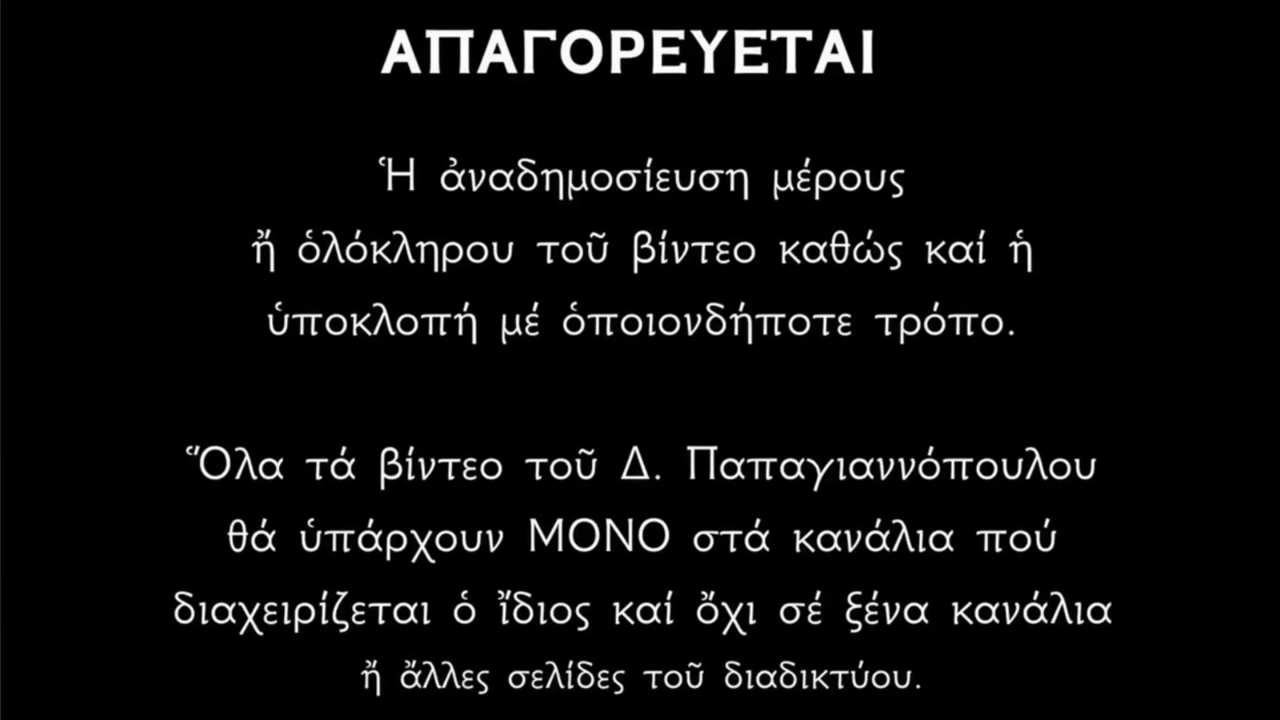 ΑΠΑΓΟΡΕΥΕΤΑΙ
Ἡ ἀναδημοσίευση μέρους
ἤ ὁλόκληρου τοῦ βίντεο καθώς καί ἡ
ὑποκλοπή μέ ὁποιονδήποτε τρόπο.
Ὅλα τά βίντεο τοῦ Δ. Παπαγιαννόπουλου
θά ὑπάρχουν ΜΟΝΟ στά κανάλια πού
διαχειρίζεται ὁ ἴδιος καί ὄχι σέ ξένα κανάλια
ἤ ἄλλες σελίδες τοῦ διαδικτύου.